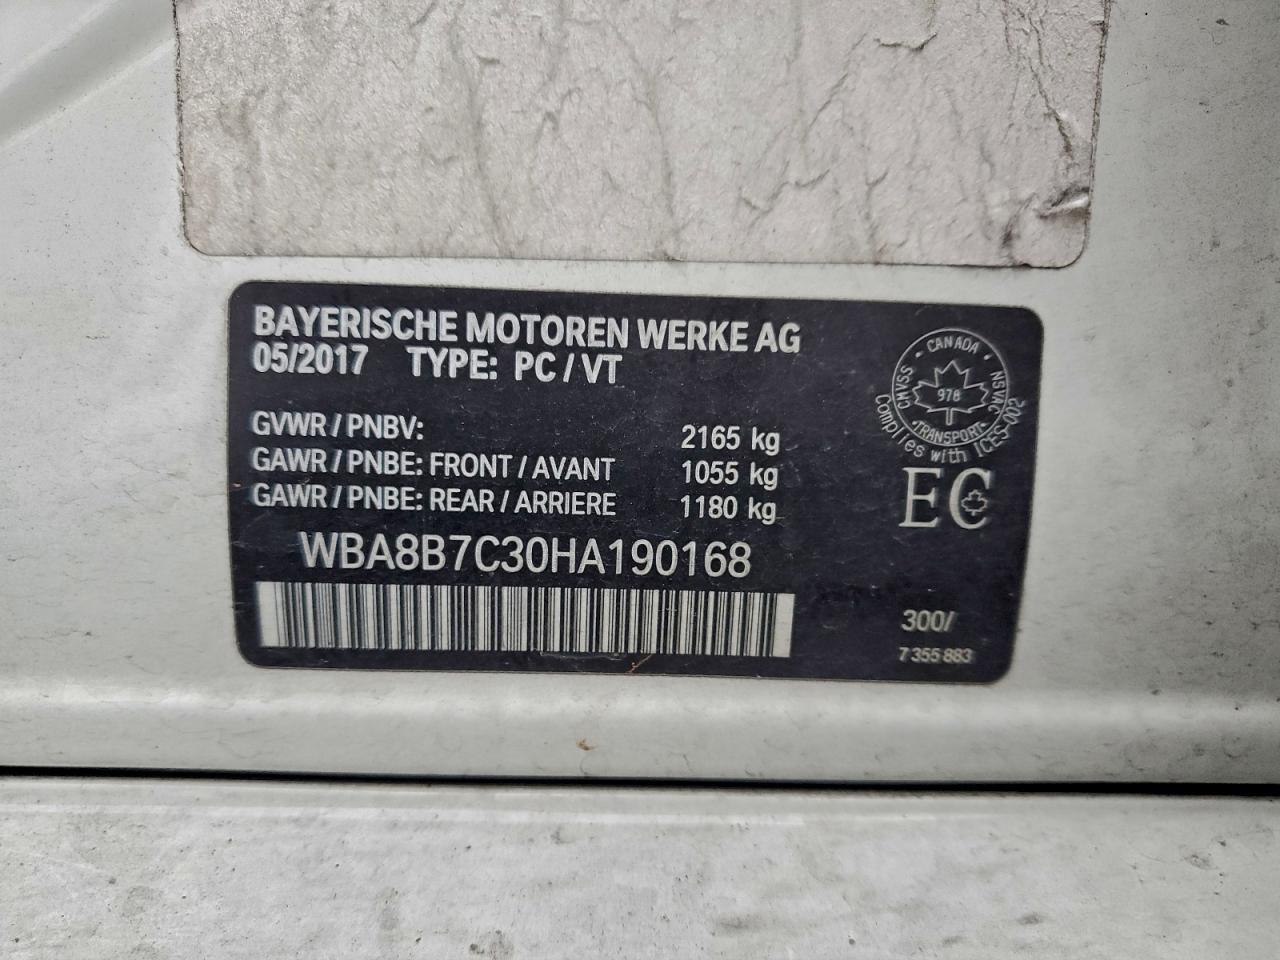 BAYERISCHE MOTOREN WERKE AG
05/2017 TYPE: PC / VT
GVWR / PNBV: 2165 kg
GAWR / PNBE: FRONT / AVANT 1055 kg
GAWR / PNBE: REAR / ARRIERE 1180 kg
WBA8B7C30HA190168
CANADA
CMVSS
NSVAC
978
TRANSPORT
Complies with ICES-002
EC
300/
7 355 883